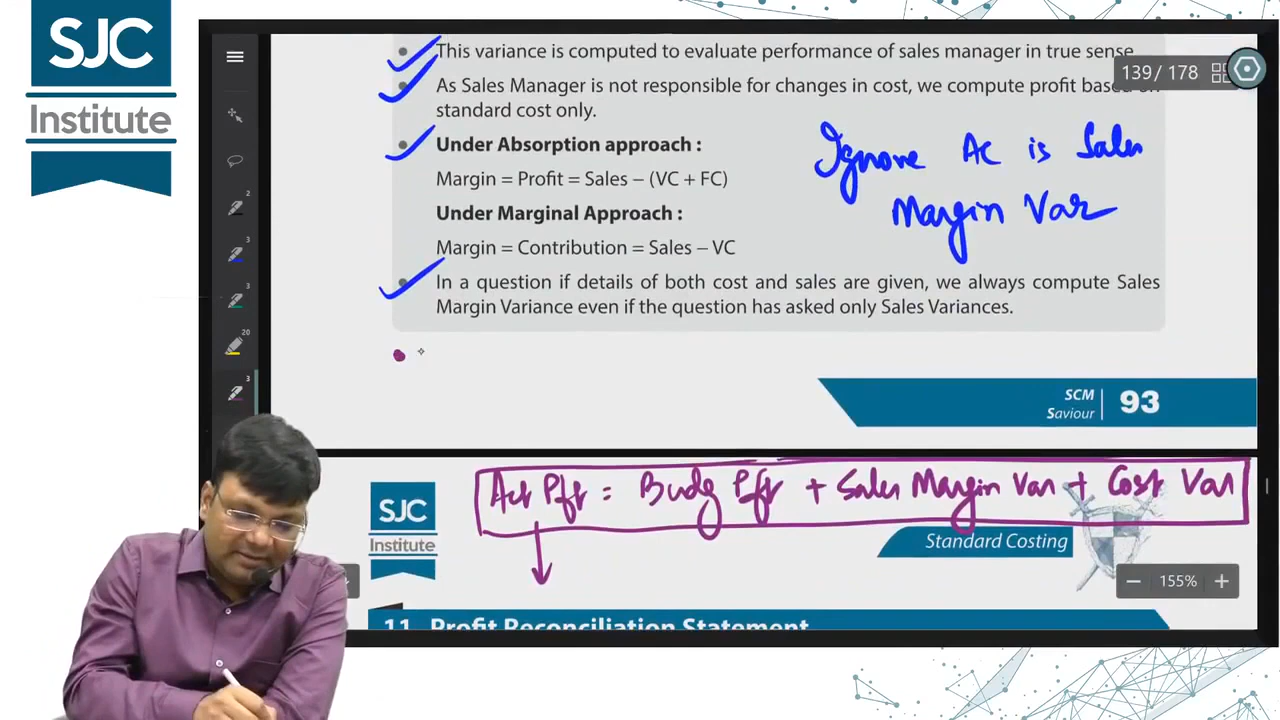 SJC
Institute
This variance is computed to evaluate performance of sales manager in true sense.
139 / 178
As Sales Manager is not responsible for changes in cost, we compute profit based on
standard cost only.
Under Absorption approach :
Margin = Profit = Sales – (VC + FC)
Under Marginal Approach :
Margin = Contribution = Sales – VC
Ignore AC is Sales
Margin Var
In a question if details of both cost and sales are given, we always compute Sales
Margin Variance even if the question has asked only Sales Variances.
2
3
3
20
3
SCM
Saviour
93
SJC
Institute
Act Pft = Budg Pft + Sales Margin Var + Cost Var
Standard Costing
155%
11. Profit Reconciliation Statement